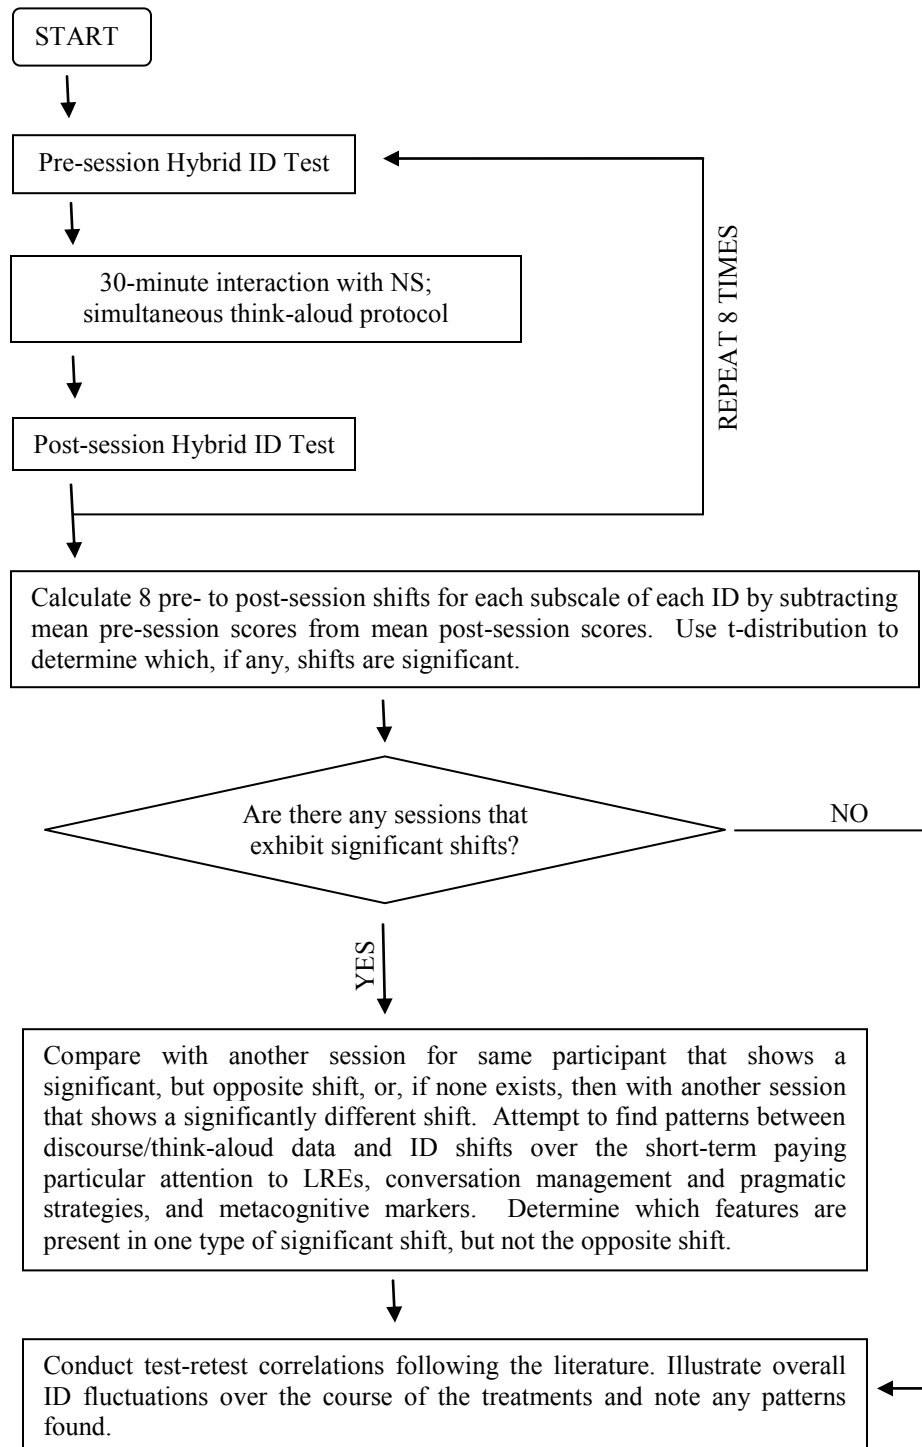 START
Pre-session Hybrid ID Test
30-minute interaction with NS;
simultaneous think-aloud protocol
REPEAT 8 TIMES
Post-session Hybrid ID Test
Calculate 8 pre- to post-session shifts for each subscale of each ID by subtracting
mean pre-session scores from mean post-session scores.  Use t-distribution to
determine which, if any, shifts are significant.
Are there any sessions that
exhibit significant shifts?
NO
YES
Compare with another session for same participant that shows a
significant, but opposite shift, or, if none exists, then with another session
that shows a significantly different shift.  Attempt to find patterns between
discourse/think-aloud data and ID shifts over the short-term paying
particular attention to LREs, conversation management and pragmatic
strategies, and metacognitive markers.  Determine which features are
present in one type of significant shift, but not the opposite shift.
Conduct test-retest correlations following the literature. Illustrate overall
ID fluctuations over the course of the treatments and note any patterns
found.